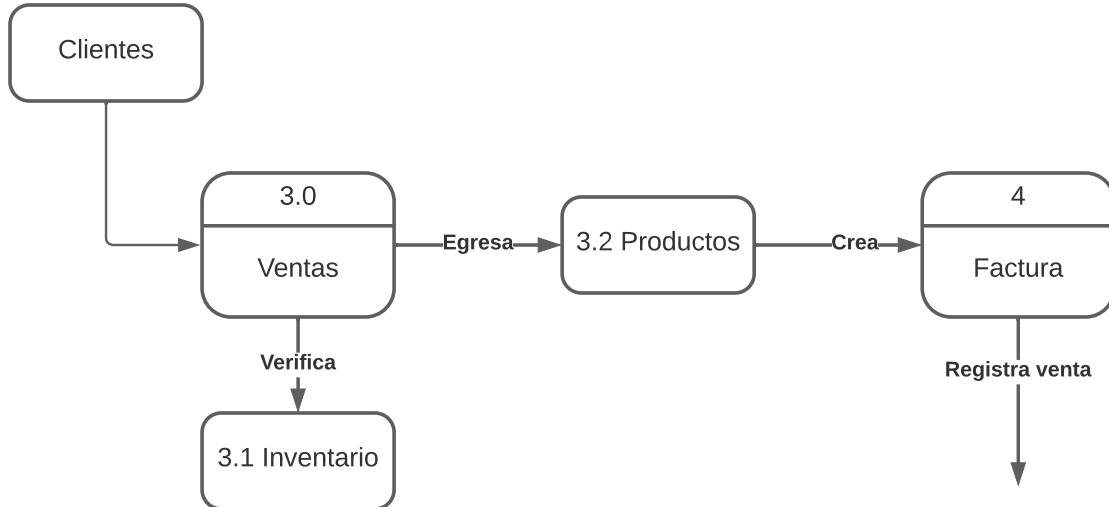 Clientes
3.0
Ventas
Egresa
3.2 Productos
Crea
4
Factura
Verifica
Registra venta
3.1 Inventario